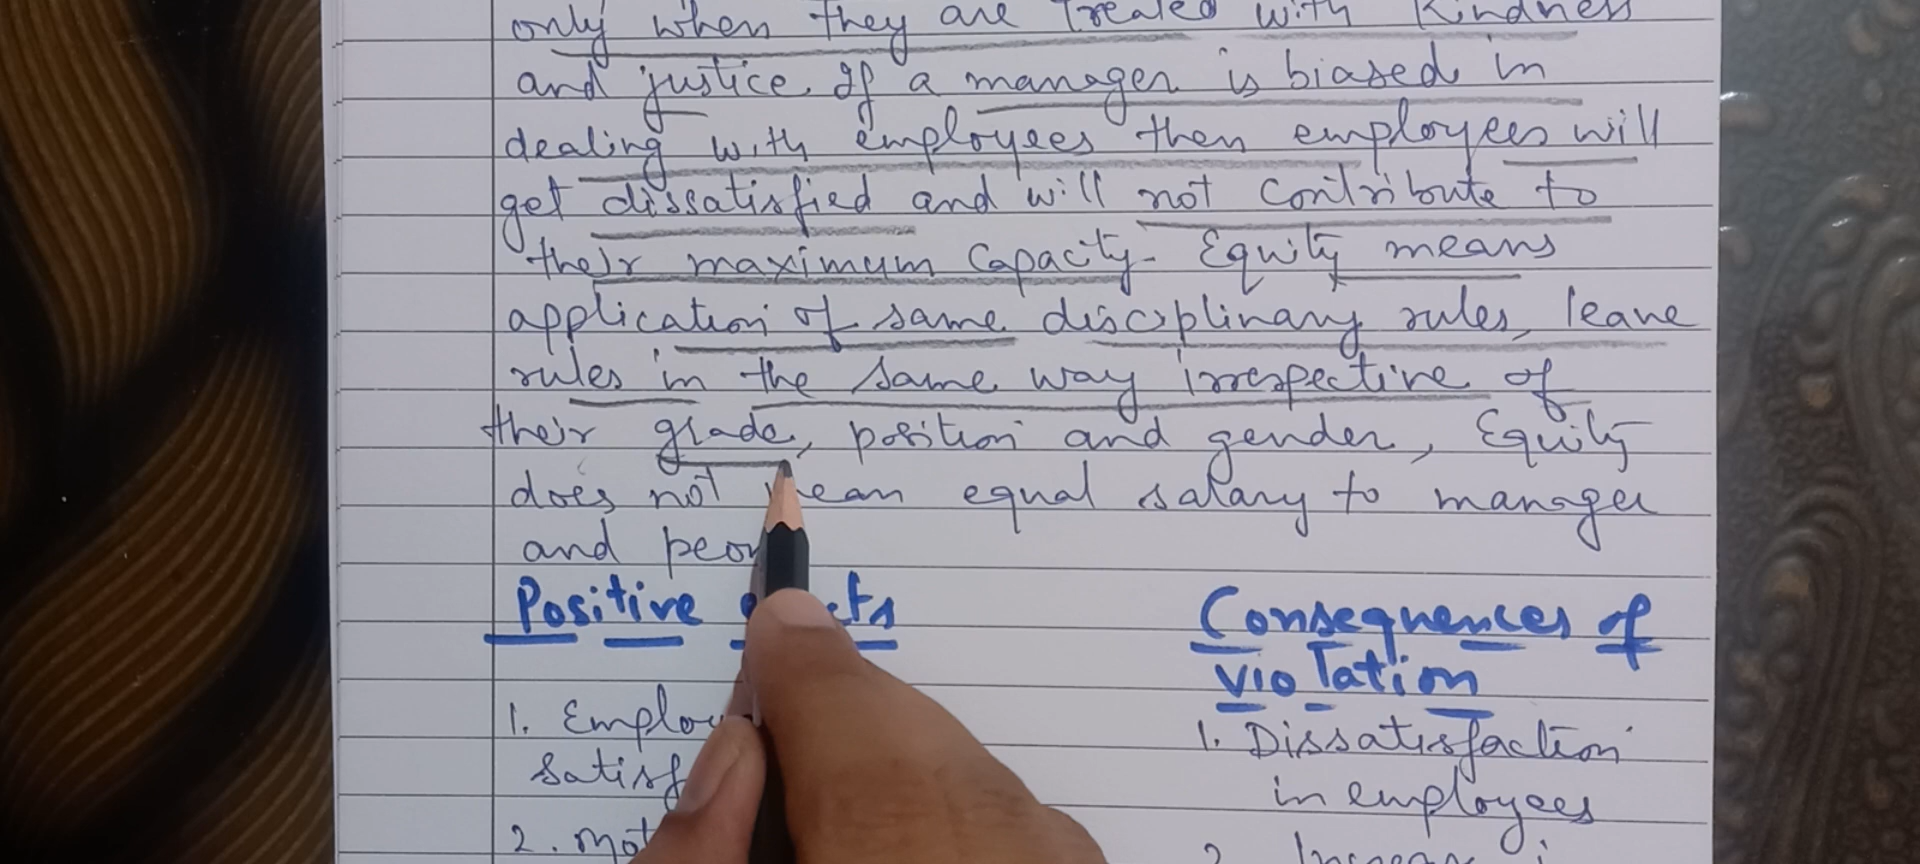 only when they are treated with kindness
and justice. If a manager is biased in
dealing with employees then employees will
get dissatisfied and will not contribute to
their maximum capacity. Equity means
application of same discplinary rules, leave
rules in the same way irrespective of
their grade, position and gender, Equity
does not mean equal salary to manager
and
Positive
Consequences of
violation
1.
1. Dissatisfaction
in employees
2.
2